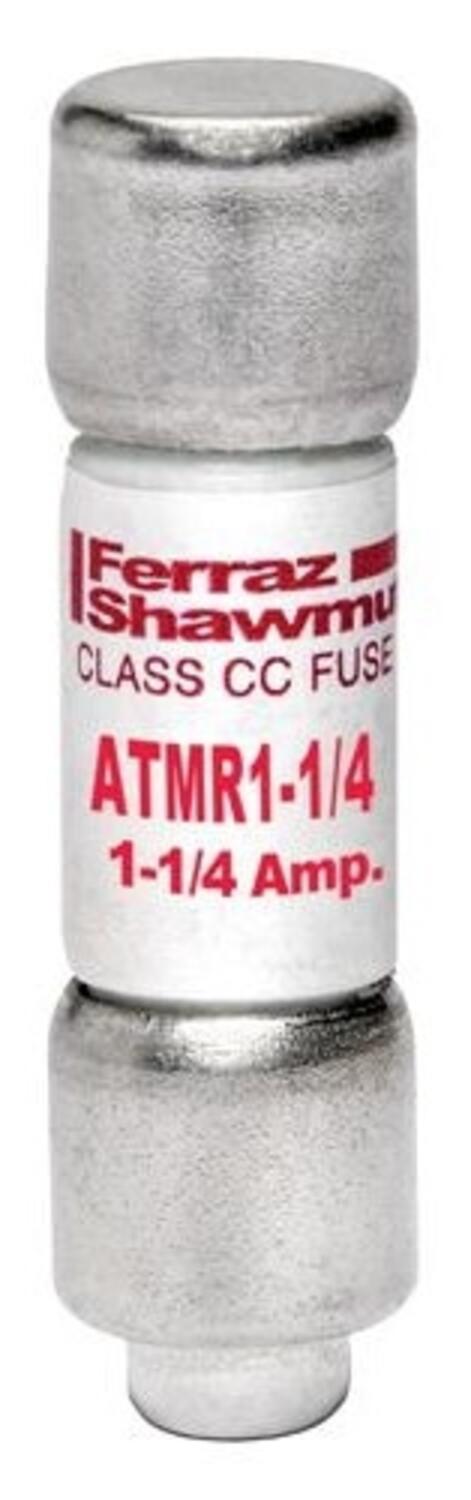 Ferraz
Shawmu
CLASS CC FUSE
ATMR1-1/4
1-1/4 Amp.